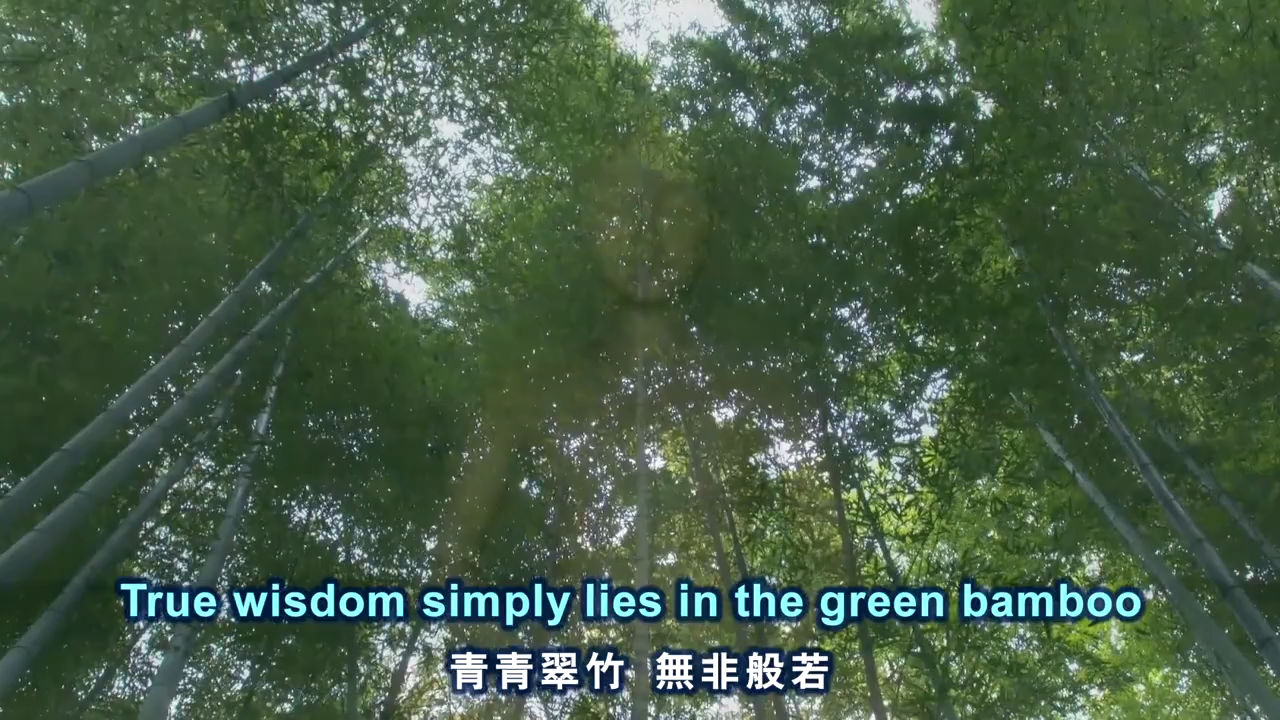 True wisdom simply lies in the green bamboo
青青翠竹 無非般若